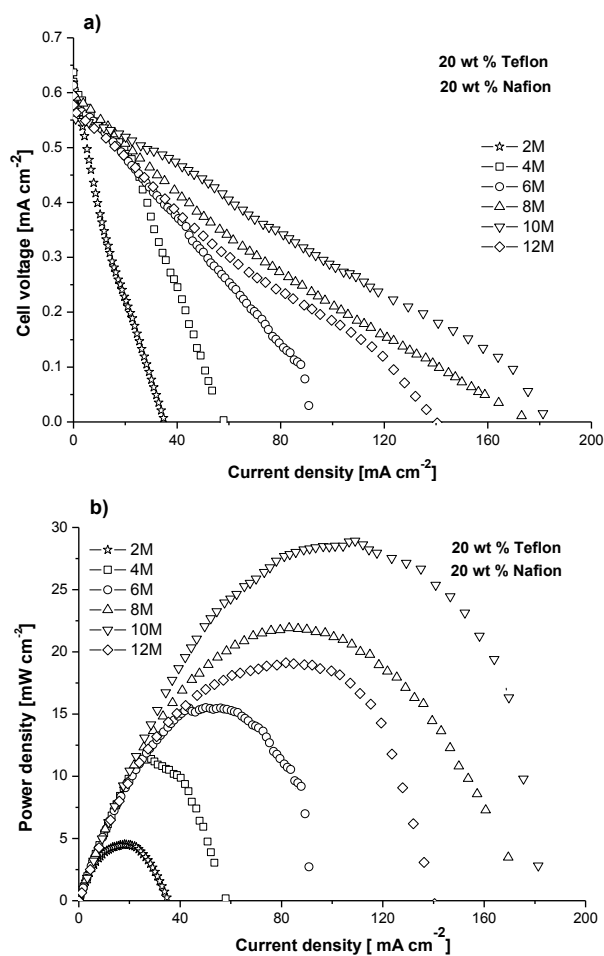 a)
0.7
0.6
0.5
0.4
0.3
0.2
0.1
0.0
Cell voltage [mA cm-2]
20 wt % Teflon
20 wt % Nafion
2M
4M
6M
8M
10M
12M
0 40 80 120 160 200
Current density [mA cm-2]
b)
30
25
20
15
10
5
0
Power density [mW cm-2]
2M
4M
6M
8M
10M
12M
20 wt % Teflon
20 wt % Nafion
0 40 80 120 160 200
Current density [ mA cm-2]